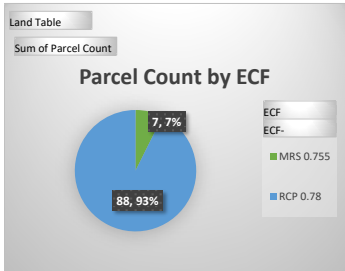 Land Table
Sum of Parcel Count
Parcel Count by ECF
7, 7%
ECF
ECF-
MRS 0.755
88, 93%
RCP 0.78